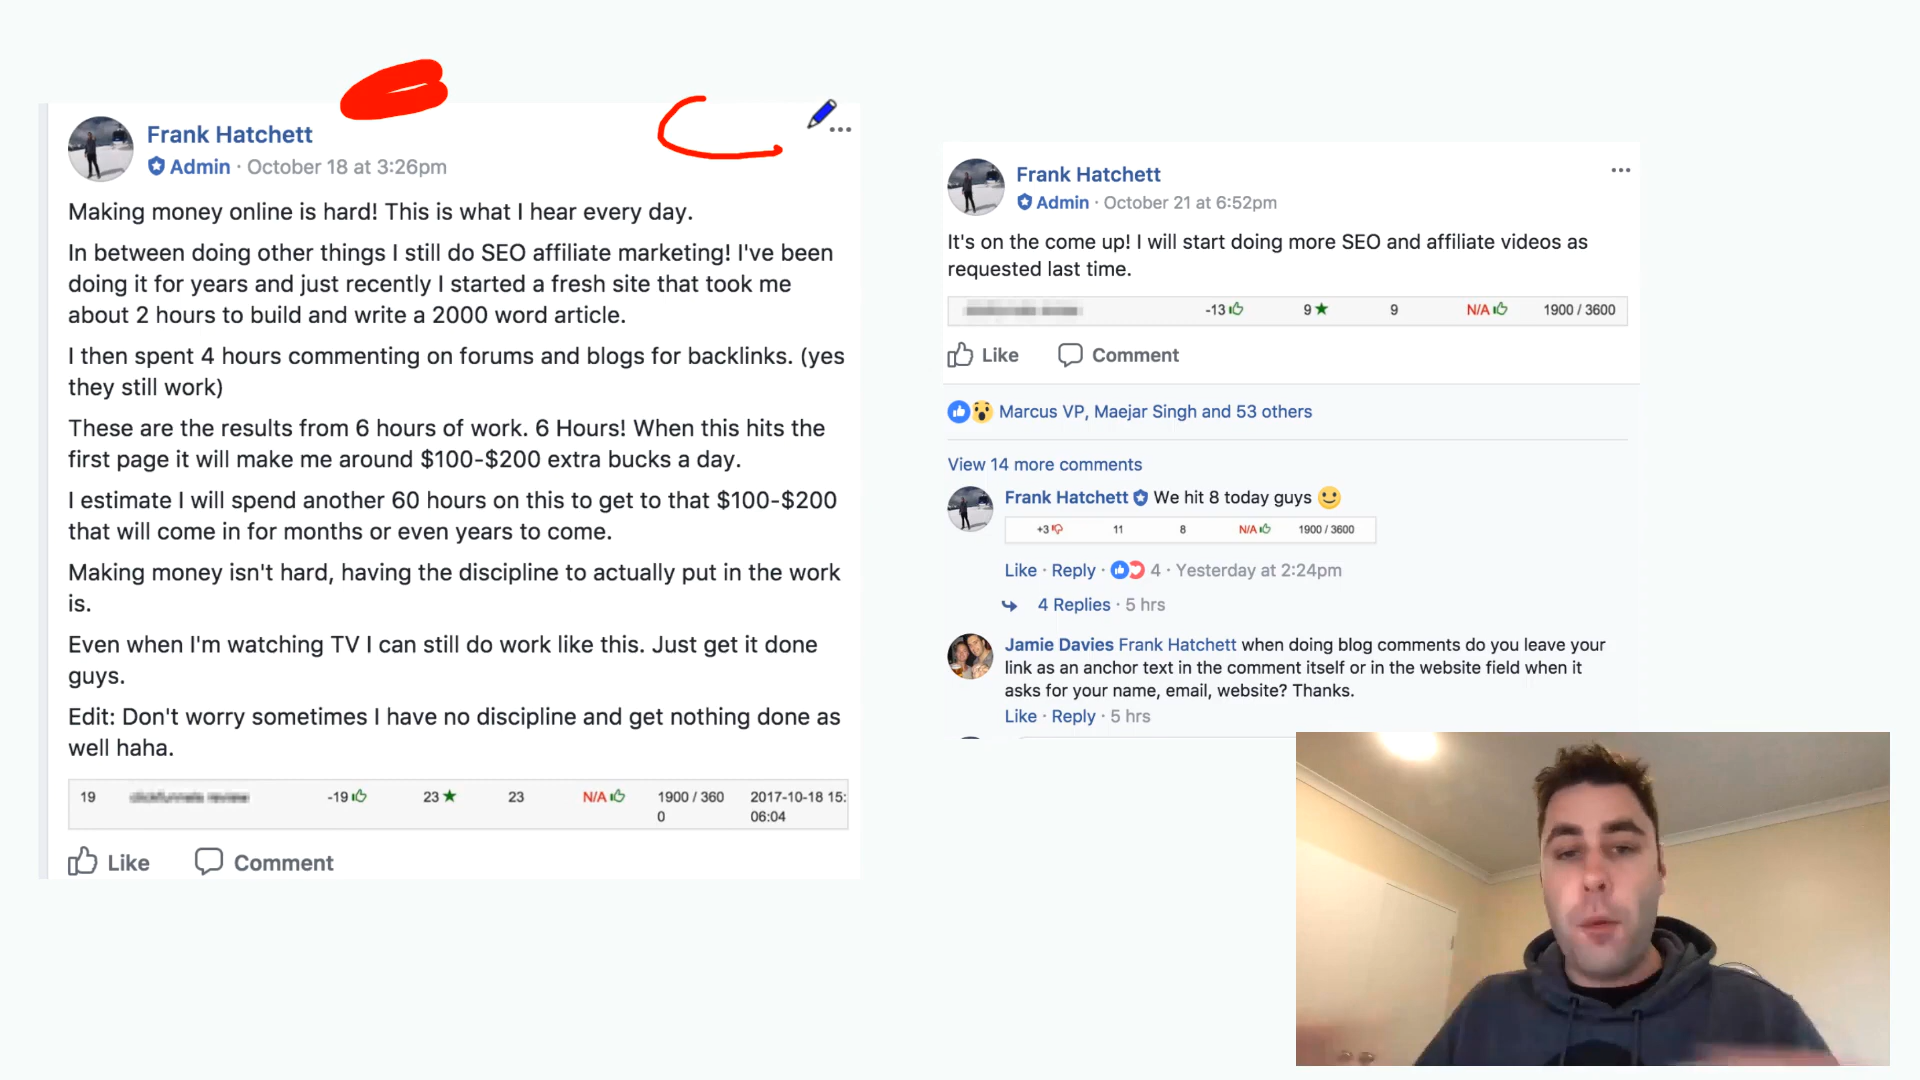 Frank Hatchett
Admin · October 18 at 3:26pm
Making money online is hard! This is what I hear every day.
In between doing other things I still do SEO affiliate marketing! I've been
doing it for years and just recently I started a fresh site that took me
about 2 hours to build and write a 2000 word article.
I then spent 4 hours commenting on forums and blogs for backlinks. (yes
they still work)
These are the results from 6 hours of work. 6 Hours! When this hits the
first page it will make me around $100-$200 extra bucks a day.
I estimate I will spend another 60 hours on this to get to that $100-$200
that will come in for months or even years to come.
Making money isn't hard, having the discipline to actually put in the work
is.
Even when I'm watching TV I can still do work like this. Just get it done
guys.
Edit: Don't worry sometimes I have no discipline and get nothing done as
well haha.
19 -19 23 23 N/A 1900 / 360 2017-10-18 15:
0 06:04
Like Comment
Frank Hatchett
Admin · October 21 at 6:52pm
It's on the come up! I will start doing more SEO and affiliate videos as
requested last time.
-13 9 9 N/A 1900 / 3600
Like Comment
Marcus VP, Maejar Singh and 53 others
View 14 more comments
Frank Hatchett We hit 8 today guys
+3 11 8 N/A 1900 / 3600
Like · Reply · 4 · Yesterday at 2:24pm
4 Replies · 5 hrs
Jamie Davies Frank Hatchett when doing blog comments do you leave your
link as an anchor text in the comment itself or in the website field when it
asks for your name, email, website? Thanks.
Like · Reply · 5 hrs